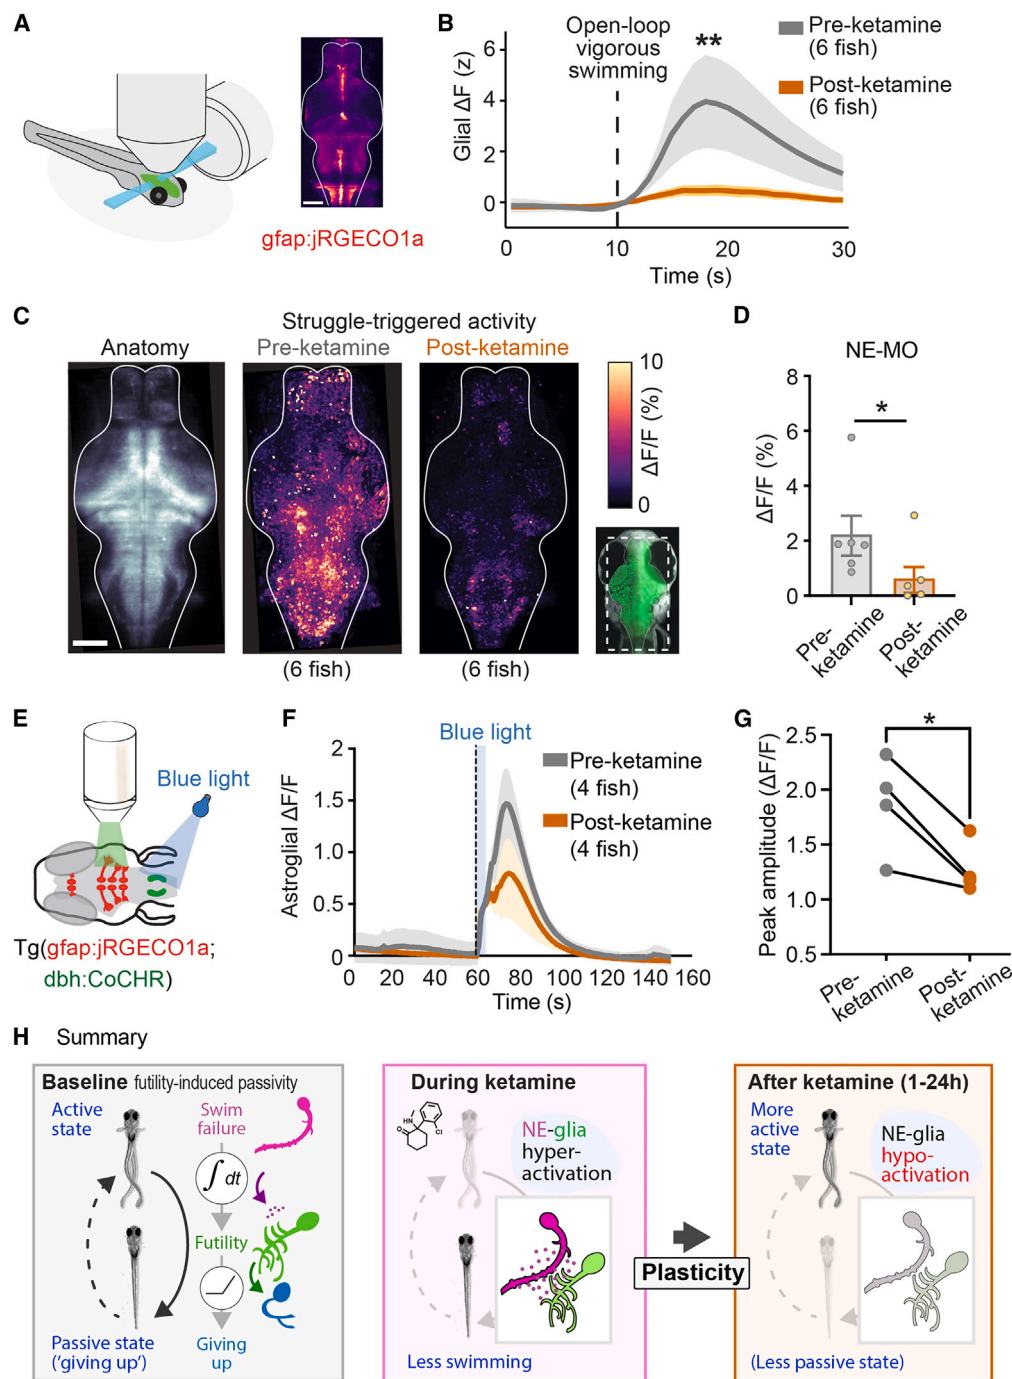 A
gfap:jRGECO1a
B
Open-loop
vigorous
swimming
**
Pre-ketamine
(6 fish)
Post-ketamine
(6 fish)
Glial ΔF (z)
6
4
2
0
0
10
20
30
Time (s)
C
Struggle-triggered activity
Anatomy
Pre-ketamine
Post-ketamine
10
ΔF/F (%)
0
(6 fish)
(6 fish)
D
NE-MO
*
ΔF/F (%)
8
6
4
2
0
Pre-
ketamine
Post-
ketamine
E
Blue light
Tg(gfap:jRGECO1a;
dbh:CoCHR)
F
Blue light
Pre-ketamine
(4 fish)
Post-ketamine
(4 fish)
Astroglial ΔF/F
2
1.5
1.0
0.5
0
0 20 40 60 80 100 120 140 160
Time (s)
G
*
Peak amplitude (ΔF/F)
2.5
2.0
1.5
1.0
0.5
Pre-
ketamine
Post-
ketamine
H Summary
Baseline futility-induced passivity
Active
state
Swim
failure
∫ dt
Futility
Passive state
('giving up')
Giving
up
During ketamine
HN
O
Cl
NE-glia
hyper-
activation
Less swimming
Plasticity
After ketamine (1-24h)
More
active
state
NE-glia
hypo-
activation
(Less passive state)